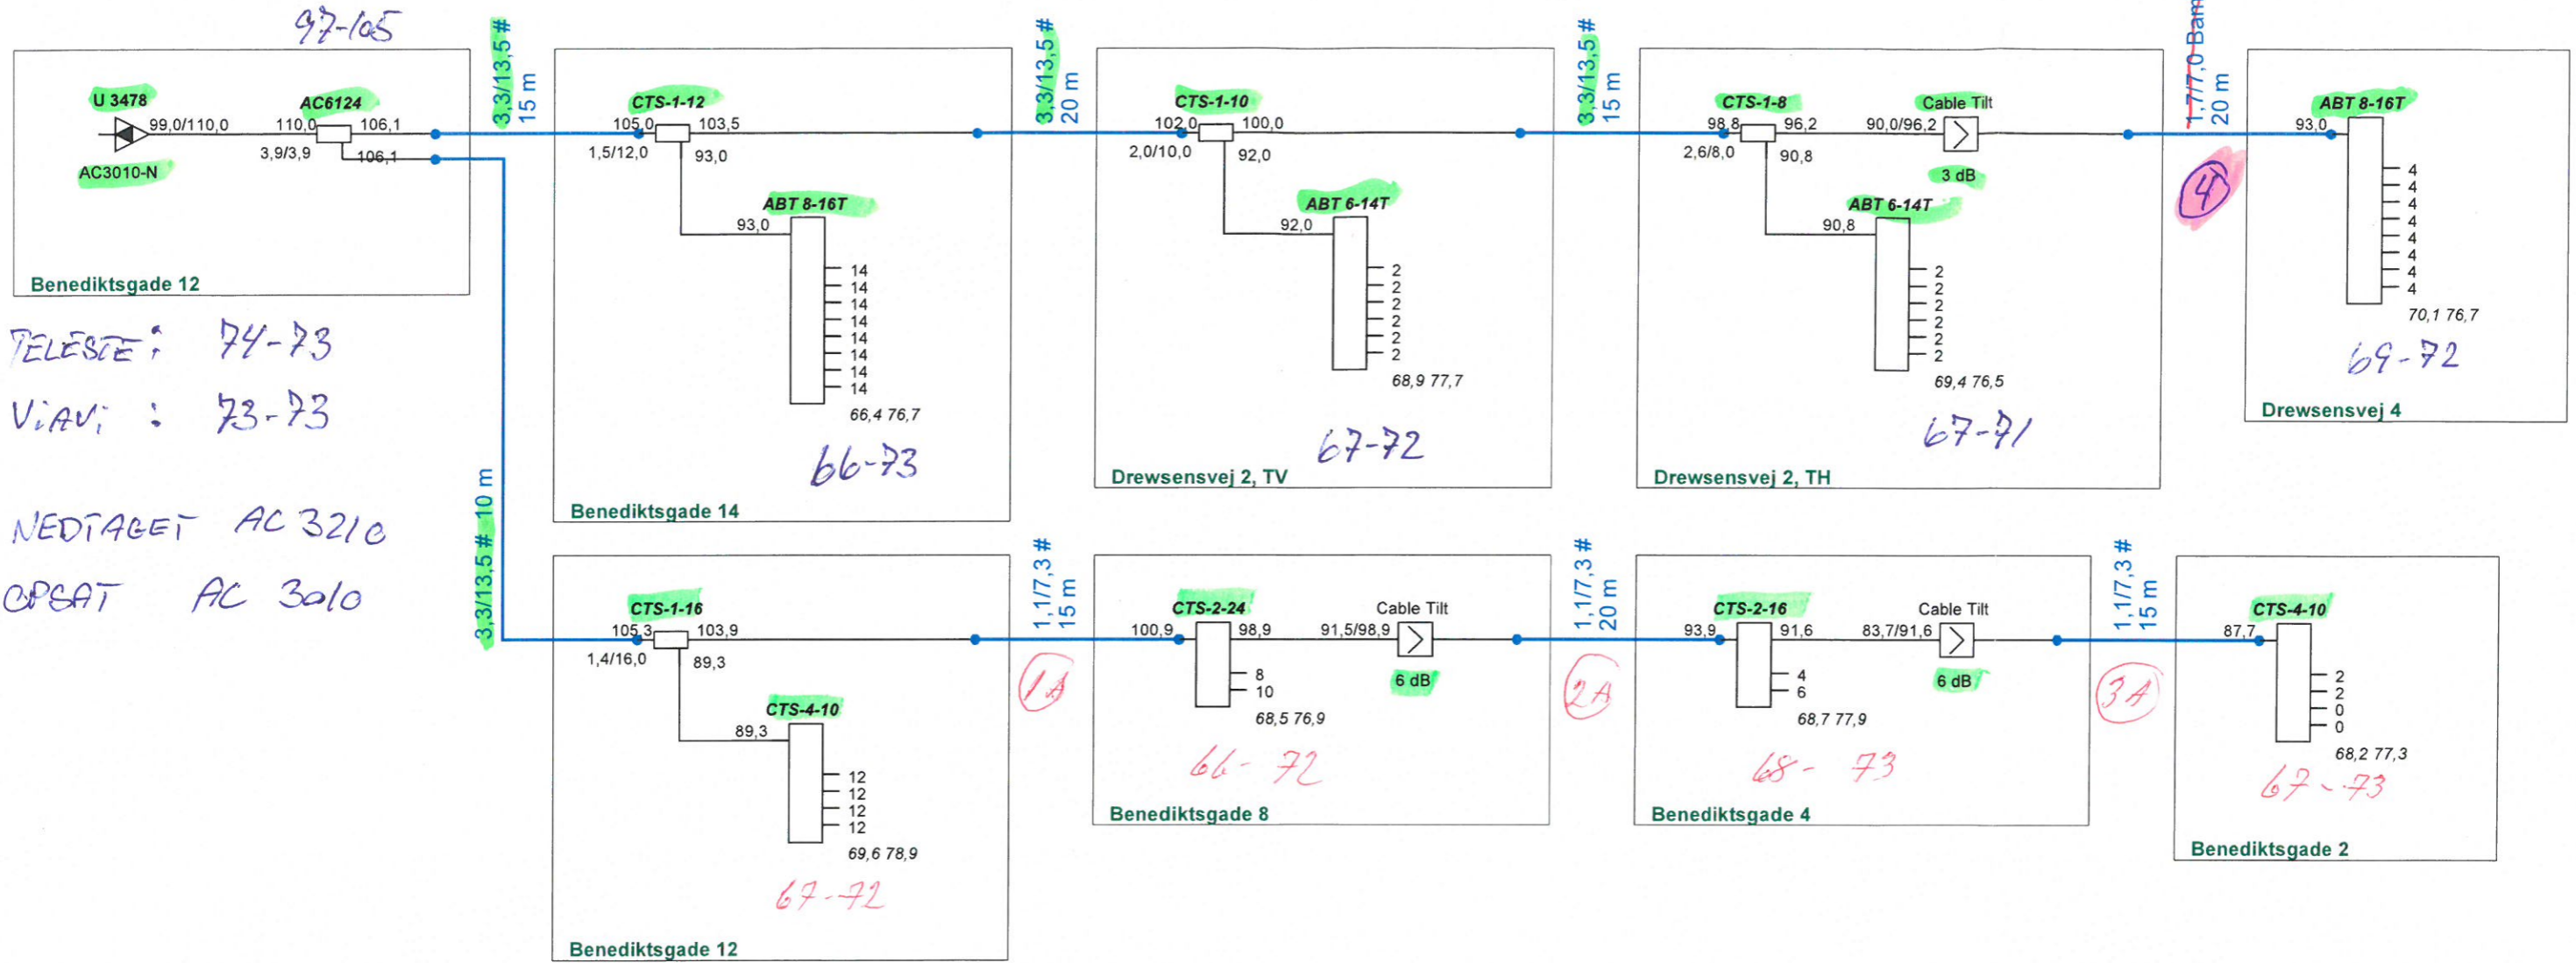 97-105
U 3478
99,0/110,0
AC3010-N
AC6124
110,0
106,1
3,9/3,9
106,1
Benediktsgade 12
3,3/13,5 #
15 m
CTS-1-12
105,0
103,5
1,5/12,0
93,0
ABT 8-16T
93,0
14
14
14
14
14
14
14
14
66,4 76,7
66-73
Benediktsgade 14
3,3/13,5 #
20 m
CTS-1-10
102,0
100,0
2,0/10,0
92,0
ABT 6-14T
92,0
2
2
2
2
2
2
68,9 77,7
67-72
Drewsensvej 2, TV
3,3/13,5 #
15 m
CTS-1-8
98,8
96,2
2,6/8,0
90,8
Cable Tilt
90,0/96,2
3 dB
ABT 6-14T
90,8
2
2
2
2
2
2
69,4 76,5
67-71
Drewsensvej 2, TH
1,7/7,0 Bam
20 m
4
ABT 8-16T
93,0
4
4
4
4
4
4
4
4
70,1 76,7
69-72
Drewsensvej 4
TELESTE: 74-73
ViAVi : 73-73
NEDTAGET AC 3210
OPSAT AC 3010
3,3/13,5 # 10 m
CTS-1-16
105,3
103,9
1,4/16,0
89,3
CTS-4-10
89,3
12
12
12
12
69,6 78,9
67-72
Benediktsgade 12
1,1/7,3 #
15 m
1A
CTS-2-24
100,9
98,9
8
10
68,5 76,9
66-72
Cable Tilt
91,5/98,9
6 dB
Benediktsgade 8
1,1/7,3 #
20 m
2A
CTS-2-16
93,9
91,6
4
6
68,7 77,9
68-73
Cable Tilt
83,7/91,6
6 dB
Benediktsgade 4
1,1/7,3 #
15 m
3A
CTS-4-10
87,7
2
2
0
0
68,2 77,3
67-73
Benediktsgade 2